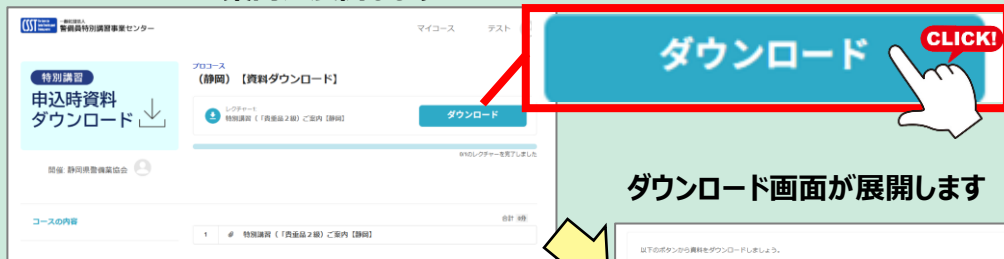 一般社団法人
警備員特別講習事業センター
マイコース
テスト
特別講習
申込時資料
ダウンロード
開催: 静岡県警備業協会
プロコース
(静岡)【資料ダウンロード】
レクチャー1:
特別講習(「貴重品2級)ご案内【静岡】
ダウンロード
レクチャーを完了しました
コースの内容
合計
1
特別講習(「貴重品2級)ご案内【静岡】
ダウンロード
CLICK!
ダウンロード画面が展開します
以下のボタンから資料をダウンロードしましょう。